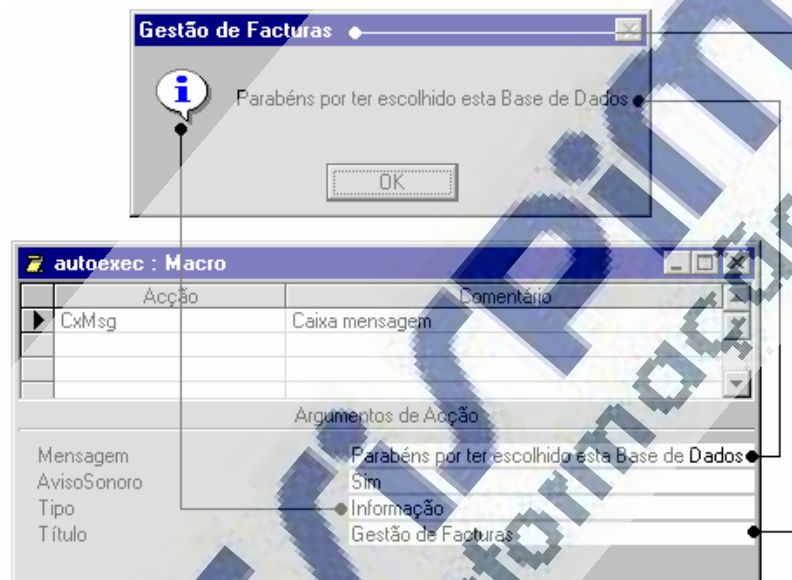 Gestão de Facturas
Parabéns por ter escolhido esta Base de Dados
OK
autoexec : Macro
Acção Comentário
CxMsg Caixa mensagem
Argumentos de Acção
Mensagem Parabéns por ter escolhido esta Base de Dados
AvisoSonoro Sim
Tipo Informação
Título Gestão de Facturas